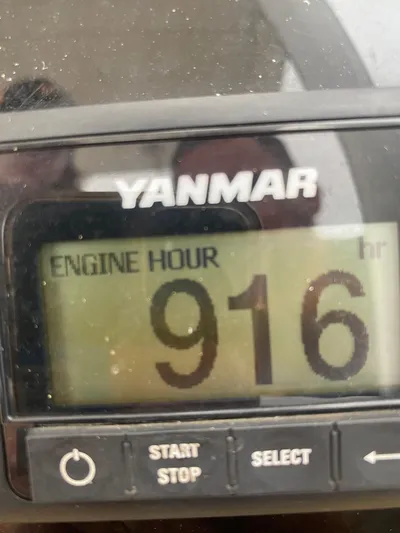 YANMAR
ENGINE HOUR hr
916
START STOP SELECT